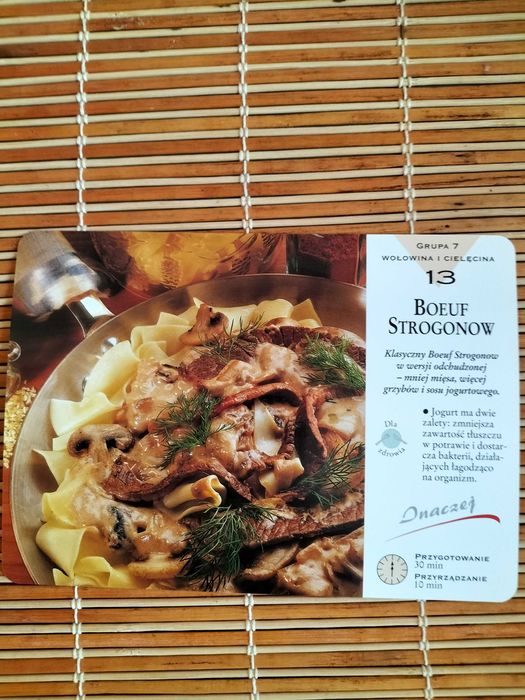 Grupa 7
Wołowina i cielęcina
13
Boeuf
Strogonow
Klasyczny Boeuf Strogonow
w wersji odchudzonej
– mniej mięsa, więcej
grzybów i sosu jogurtowego.
Dla
zdrowia
• Jogurt ma dwie
zalety: zmniejsza
zawartość tłuszczu
w potrawie i dostar-
cza bakterii, działa-
jących łagodząco
na organizm.
Inaczej
Przygotowanie
30 min
Przyrządzanie
10 min